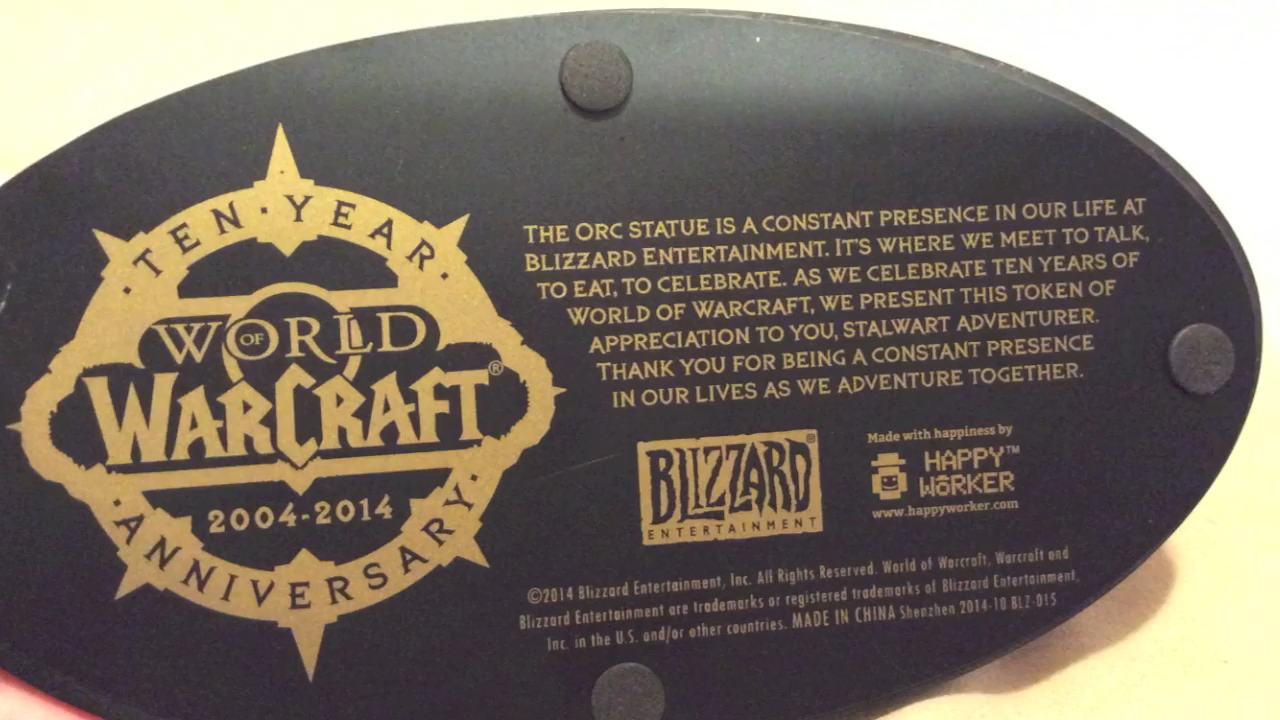 TEN · YEAR
WORLD OF
WARCRAFT®
2004-2014
ANNIVERSARY
THE ORC STATUE IS A CONSTANT PRESENCE IN OUR LIFE AT
BLIZZARD ENTERTAINMENT. IT'S WHERE WE MEET TO TALK,
TO EAT, TO CELEBRATE. AS WE CELEBRATE TEN YEARS OF
WORLD OF WARCRAFT, WE PRESENT THIS TOKEN OF
APPRECIATION TO YOU, STALWART ADVENTURER.
THANK YOU FOR BEING A CONSTANT PRESENCE
IN OUR LIVES AS WE ADVENTURE TOGETHER.
BLIZZARD®
ENTERTAINMENT
Made with happiness by
HAPPY™
WöRKER
www.happyworker.com
©2014 Blizzard Entertainment, Inc. All Rights Reserved. World of Warcraft, Warcraft and
Blizzard Entertainment are trademarks or registered trademarks of Blizzard Entertainment,
Inc. in the U.S. and/or other countries. MADE IN CHINA Shenzhen 2014-10 BLZ-015